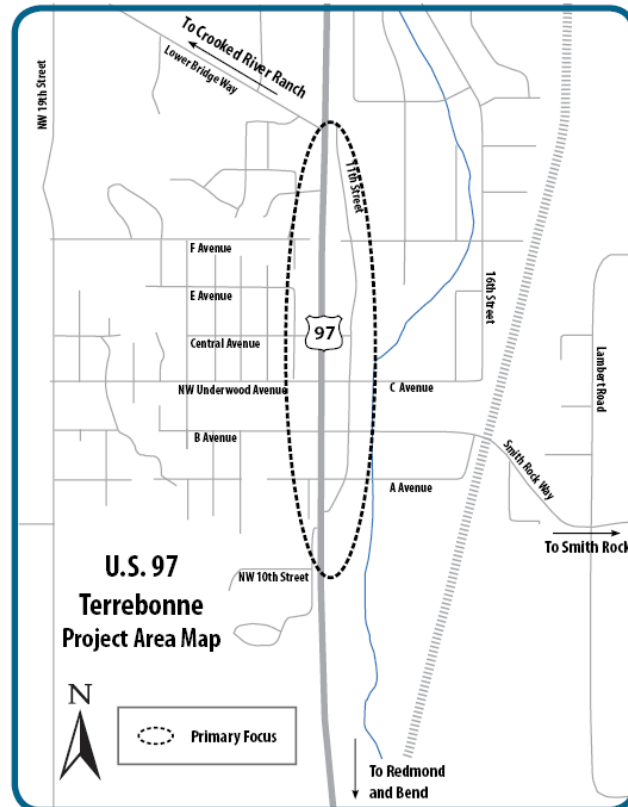 To Crooked River Ranch
Lower Bridge Way
NW 19th Street
11th Street
F Avenue
E Avenue
16th Street
97
Central Avenue
Lambert Road
NW Underwood Avenue
C Avenue
B Avenue
Smith Rock Way
A Avenue
To Smith Rock
U.S. 97
Terrebonne
Project Area Map
NW 10th Street
N
Primary Focus
To Redmond
and Bend